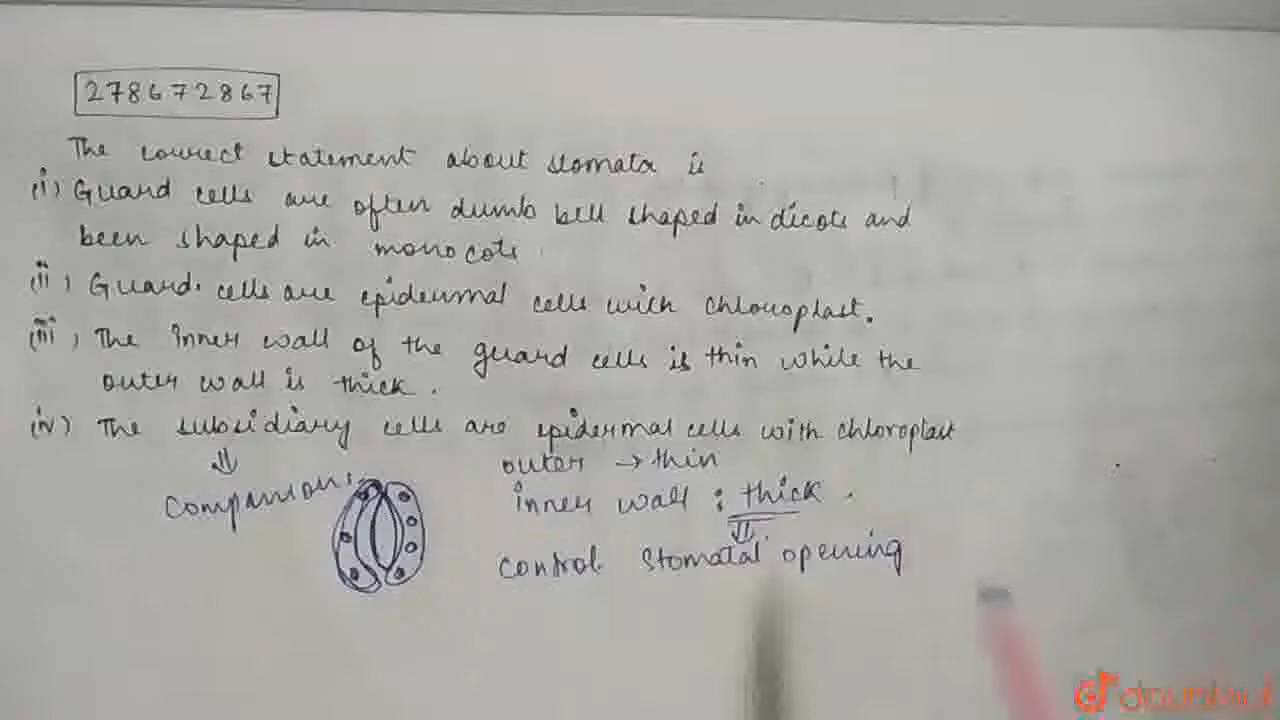 278672867
The correct statement about stomata is
(i) Guard cells are often dumb bell shaped in dicots and
been shaped in monocots.
(ii) Guard cells are epidermal cells with chloroplast.
(iii) The inner wall of the guard cells is thin while the
outer wall is thick.
(iv) The subsidiary cells are epidermal cells with chloroplast
⇓
outer → thin
Companion
inner wall : thick.
⇓
control stomatal opening
doubtnut